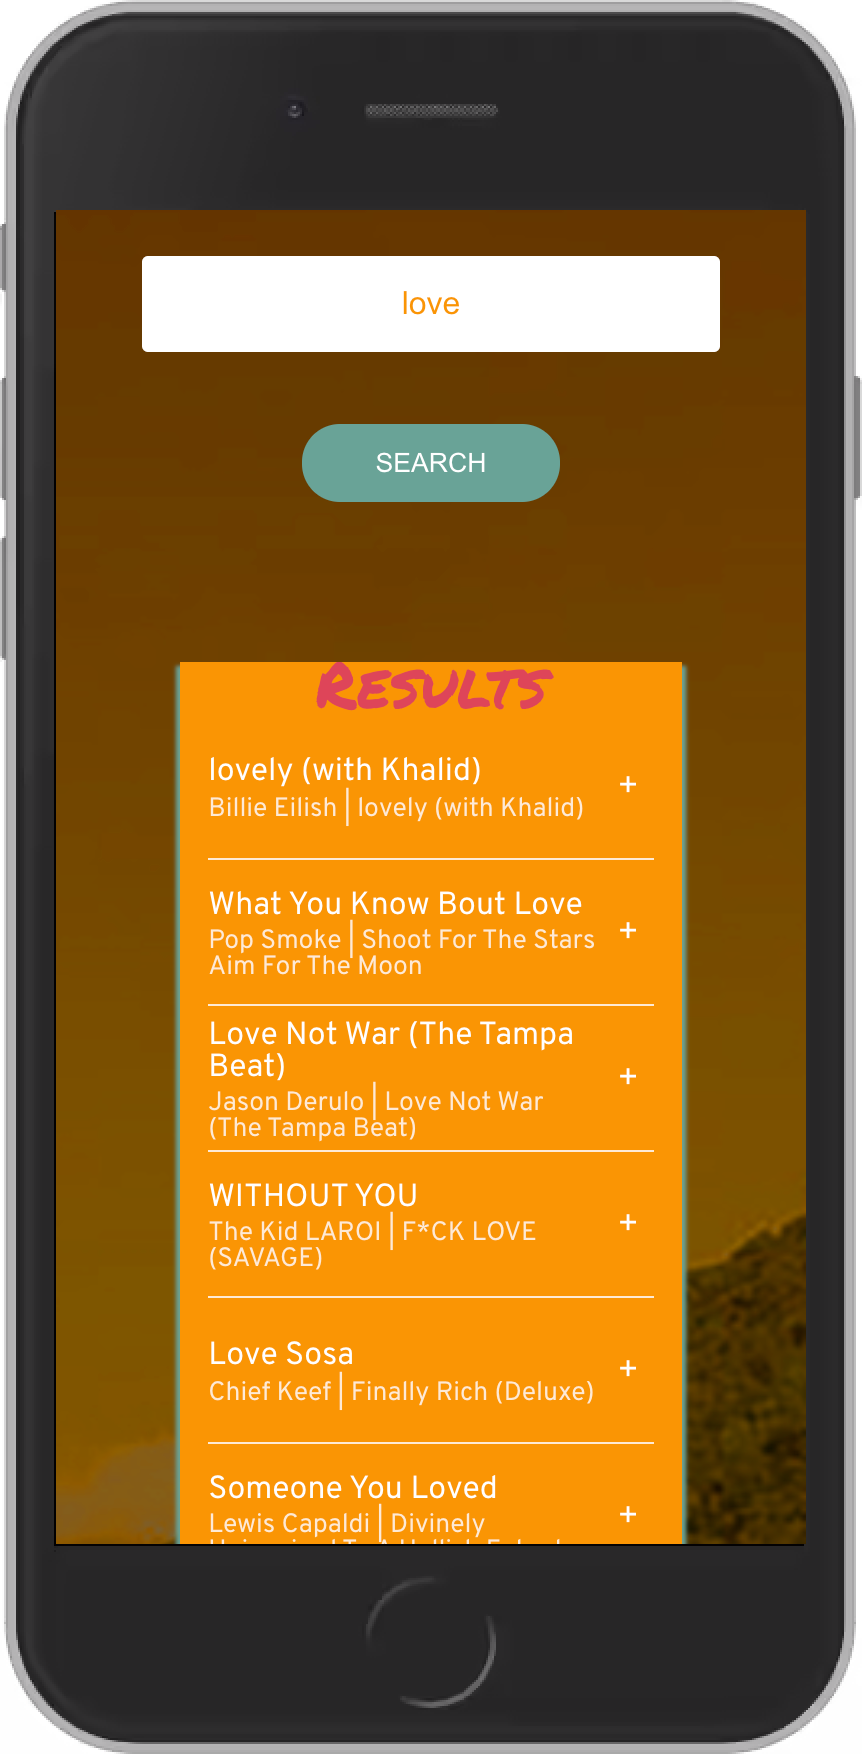 love
SEARCH
RESULTS
lovely (with Khalid)
Billie Eilish | lovely (with Khalid)
+
What You Know Bout Love
Pop Smoke | Shoot For The Stars
Aim For The Moon
+
Love Not War (The Tampa
Beat)
Jason Derulo | Love Not War
(The Tampa Beat)
+
WITHOUT YOU
The Kid LAROI | F*CK LOVE
(SAVAGE)
+
Love Sosa
Chief Keef | Finally Rich (Deluxe)
+
Someone You Loved
Lewis Capaldi | Divinely
+